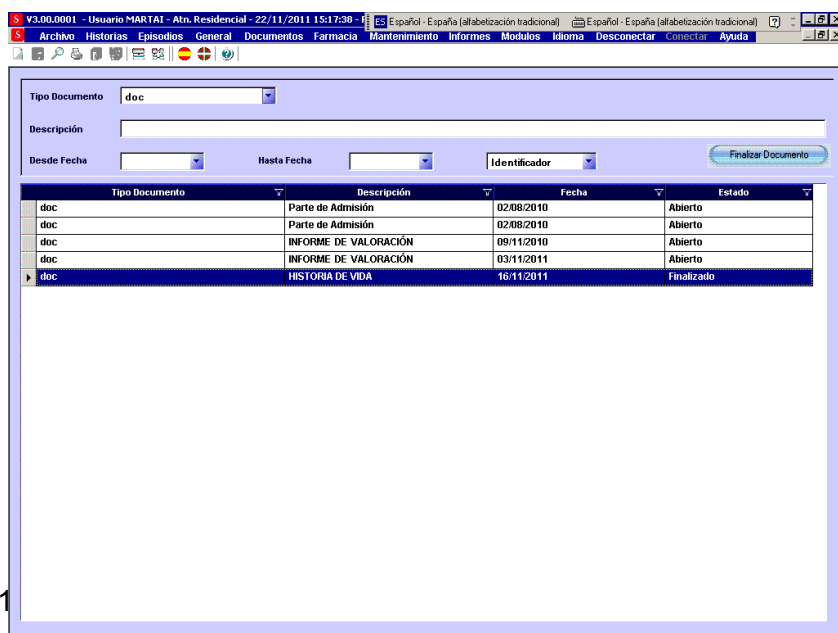 S V3.00.0001 - Usuario MARTAI - Atn. Residencial - 22/11/2011 15:17:38 -
ES Español - España (alfabetización tradicional) Español - España (alfabetización tradicional)
S Archivo Historias Episodios General Documentos Farmacia Mantenimiento Informes Modulos Idioma Desconectar Conectar Ayuda
Tipo Documento doc
Descripción
Desde Fecha Hasta Fecha Identificador Finalizar Documento
Tipo Documento Descripción Fecha Estado
doc Parte de Admisión 02/08/2010 Abierto
doc Parte de Admisión 02/08/2010 Abierto
doc INFORME DE VALORACIÓN 09/11/2010 Abierto
doc INFORME DE VALORACIÓN 03/11/2011 Abierto
doc HISTORIA DE VIDA 16/11/2011 Finalizado
1